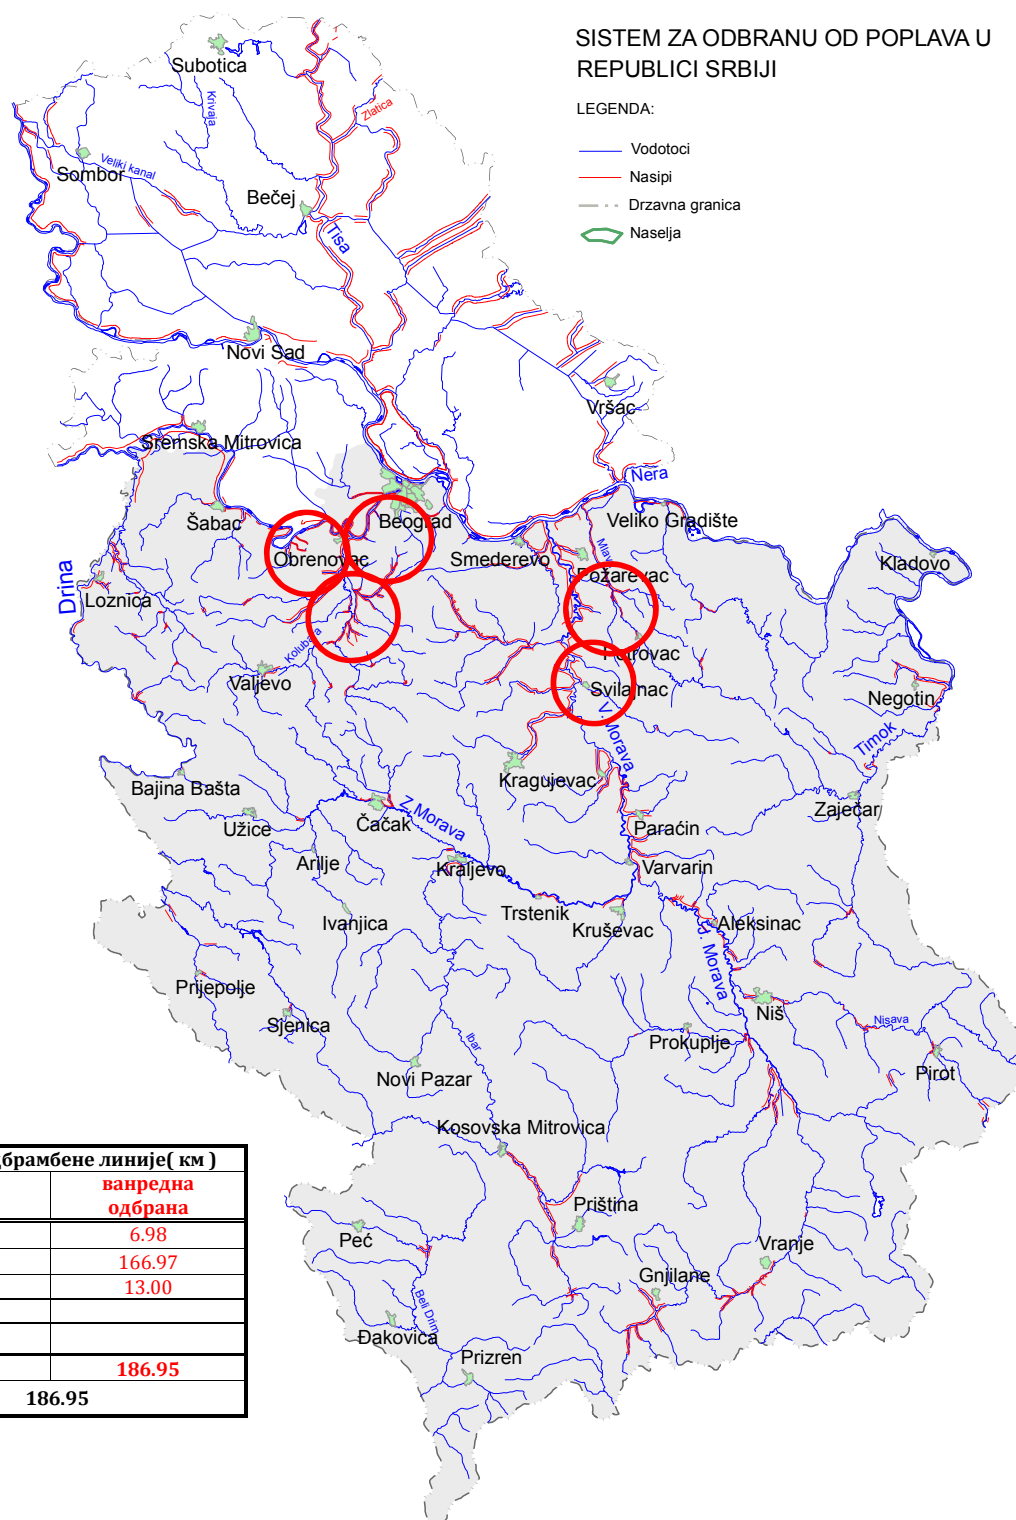 SISTEM ZA ODBRANU OD POPLAVA U
REPUBLICI SRBIJI
LEGENDA:
Vodotoci
Nasipi
Drzavna granica
Naselja
Subotica
Krivaja
Zlatica
Sombor
Veliki kanal
Bečej
Tisa
Novi Sad
Vršac
Sremska Mitrovica
Nera
Šabac
Beograd
Veliko Gradište
Obrenovac
Smederevo
Mlava
Kladovo
Drina
Loznica
Požarevac
Kolubara
Petrovac
Valjevo
Svilajnac
Negotin
V. Morava
Timok
Bajina Bašta
Kragujevac
Užice
Čačak
Z.Morava
Paraćin
Zaječar
Arilje
Kraljevo
Varvarin
Ivanjica
Trstenik
Kruševac
Aleksinac
J. Morava
Prijepolje
Sjenica
Niš
Nisava
Ibar
Prokuplje
Novi Pazar
Pirot
Kosovska Mitrovica
Peć
Priština
Vranje
Gnjilane
Beli Drim
Đakovica
Prizren
дбрамбене линије( км )
ванредна
одбрана
6.98
166.97
13.00
186.95
186.95